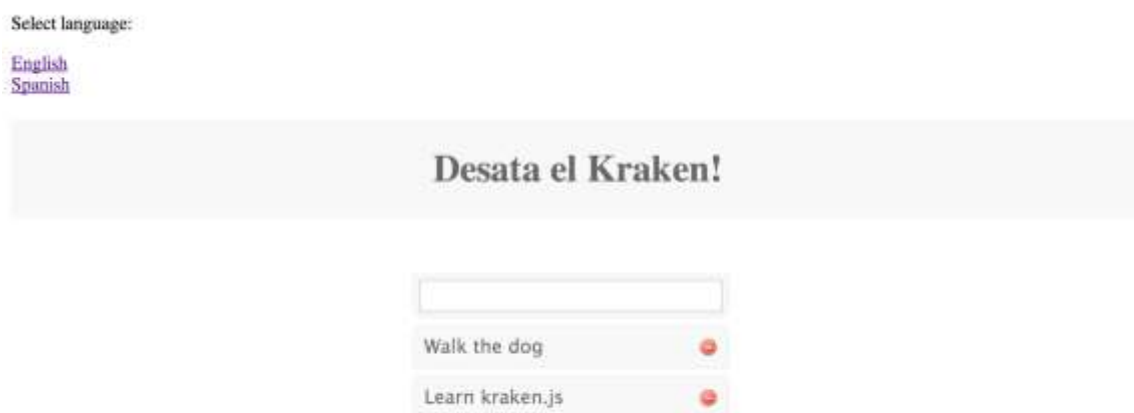 Select language:
English
Spanish
Desata el Kraken!
Walk the dog
Learn kraken.js